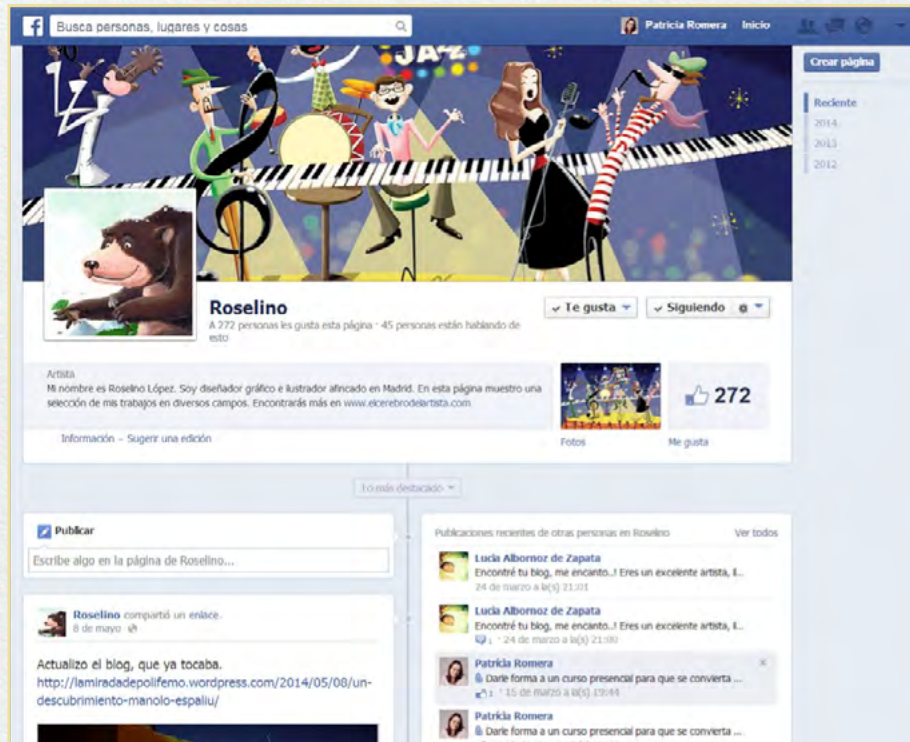 Busca personas, lugares y cosas
Patricia Romera Inicio
Crear página
JAZZ
Reciente
2014
2013
2012
Roselino
A 272 personas les gusta esta página · 45 personas están hablando de
esto
Te gusta
Siguiendo
Artista
Mi nombre es Roselino López. Soy diseñador gráfico e ilustrador afincado en Madrid. En esta página muestro una
selección de mis trabajos en diversos campos. Encontrarás más en www.elcerebrodelartista.com
272
Información - Sugerir una edición
Fotos
Me gusta
Lo más destacado
Publicar
Escribe algo en la página de Roselino...
Roselino compartió un enlace.
8 de mayo
Actualizo el blog, que ya tocaba.
http://lamiradadepolifemo.wordpress.com/2014/05/08/un-
descubrimiento-manolo-espaliu/
Publicaciones recientes de otras personas en Roselino Ver todos
Lucia Albornoz de Zapata
Encontré tu blog, me encanto..! Eres un excelente artista, l...
24 de marzo a la(s) 21:01
Lucia Albornoz de Zapata
Encontré tu blog, me encanto..! Eres un excelente artista, l...
1 · 24 de marzo a la(s) 21:00
Patricia Romera
Darle forma a un curso presencial para que se convierta ...
1 · 15 de marzo a la(s) 19:44
Patricia Romera
Darle forma a un curso presencial para que se convierta ...